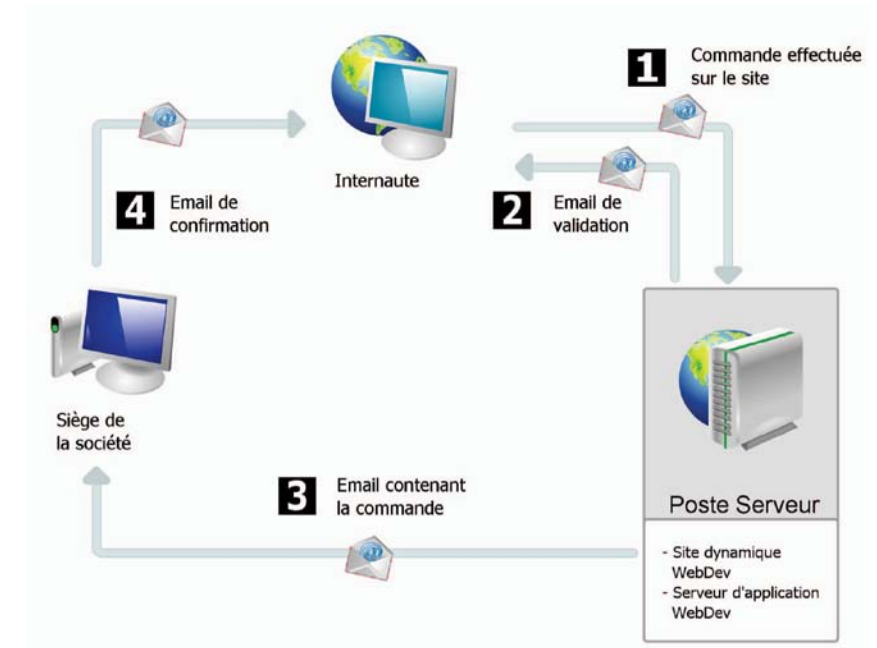 1
Commande effectuée
sur le site
Internaute
4
Email de
confirmation
2
Email de
validation
Siège de
la société
3
Email contenant
la commande
Poste Serveur
- Site dynamique
WebDev
- Serveur d'application
WebDev